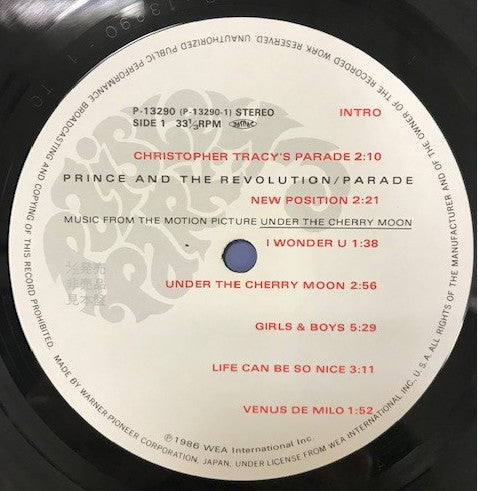 P-13290 (P-13290-1) STEREO INTRO
SIDE 1 33⅓RPM
CHRISTOPHER TRACY'S PARADE 2:10
PRINCE AND THE REVOLUTION/PARADE
NEW POSITION 2:21
MUSIC FROM THE MOTION PICTURE UNDER THE CHERRY MOON
I WONDER U 1:38
UNDER THE CHERRY MOON 2:56
GIRLS & BOYS 5:29
LIFE CAN BE SO NICE 3:11
VENUS DE MILO 1:52
PAISLEY
PARK
発売
非売品
見本盤
℗1986 WEA International Inc.
MADE BY WARNER-PIONEER CORPORATION, JAPAN, UNDER LICENSE FROM WEA INTERNATIONAL INC. U.S.A. ALL RIGHTS OF THE MANUFACTURER AND OF THE OWNER OF THE RECORDED WORK RESERVED. UNAUTHORIZED PUBLIC PERFORMANCE BROADCASTING AND COPYING OF THIS RECORD PROHIBITED.